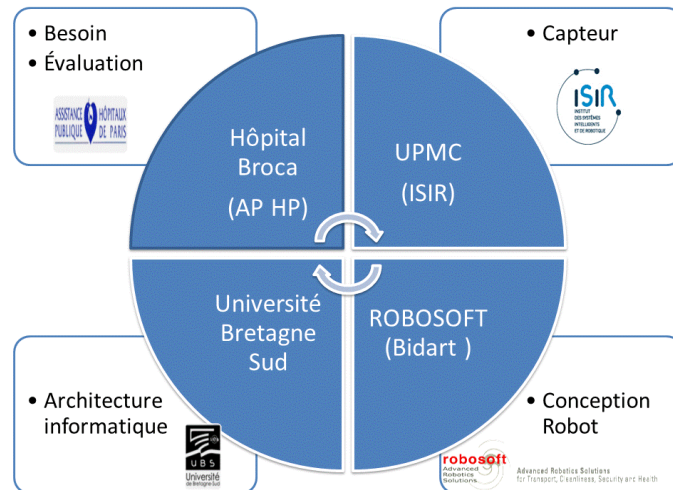 • Besoin
• Évaluation
ASSISTANCE HÔPITAUX
PUBLIQUE DE PARIS
Hôpital
Broca
(AP HP)
• Capteur
ISIR
INSTITUT
DES SYSTÈMES
INTELLIGENTS
ET DE ROBOTIQUE
UPMC
(ISIR)
Université
Bretagne
Sud
• Architecture
informatique
UBS
Université
de Bretagne-Sud
ROBOSOFT
(Bidart )
• Conception
Robot
robosoft
Advanced
Robotics
Solutions
Advanced Robotics Solutions
for Transport, Cleanliness, Security and Health